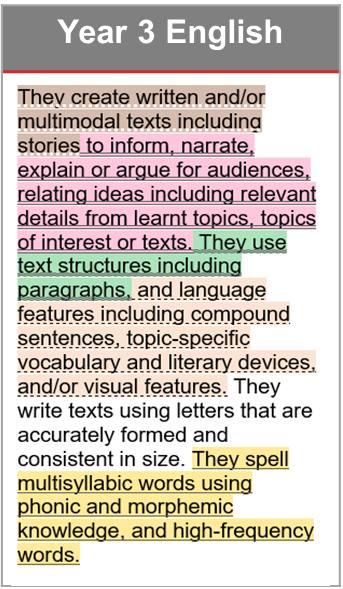 Year 3 English
They create written and/or
multimodal texts including
stories to inform, narrate,
explain or argue for audiences,
relating ideas including relevant
details from learnt topics, topics
of interest or texts. They use
text structures including
paragraphs, and language
features including compound
sentences, topic-specific
vocabulary and literary devices,
and/or visual features. They
write texts using letters that are
accurately formed and
consistent in size. They spell
multisyllabic words using
phonic and morphemic
knowledge, and high-frequency
words.